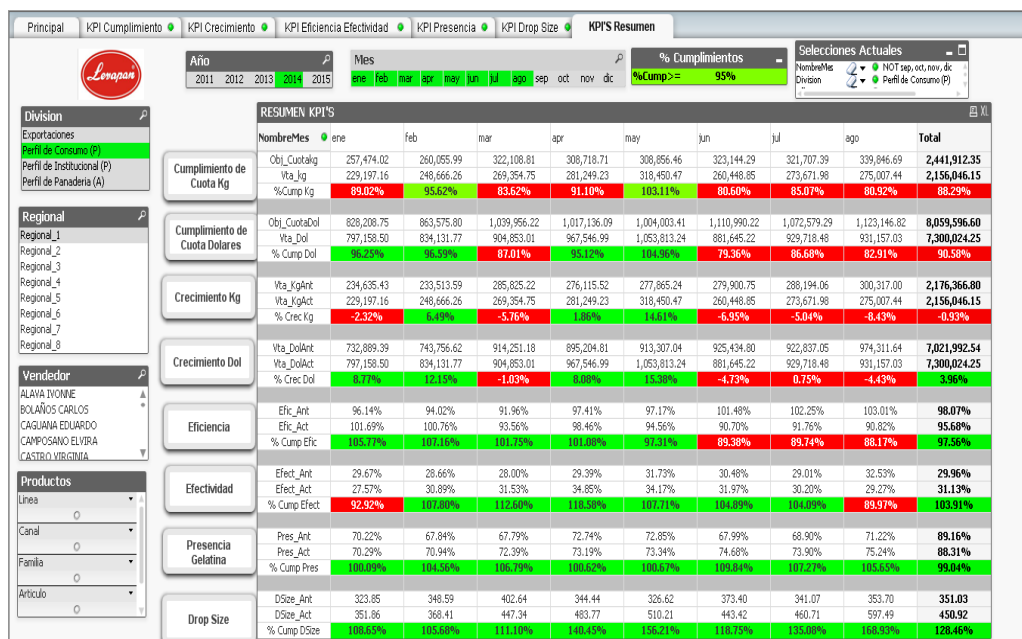 Principal KPI Cumplimiento KPI Crecimiento KPI Eficiencia Efectividad KPI Presencia KPI Drop Size KPI'S Resumen
Levapan
Año
2011 2012 2013 2014 2015
Mes
ene feb mar abr may jun jul ago sep oct nov dic
% Cumplimientos
%Cump>= 95%
Selecciones Actuales
NombreMes NOT sep, oct, nov, dic
Division Perfil de Consumo (P)
Division
Exportaciones
Perfil de Consumo (P)
Perfil de Institucional (P)
Perfil de Panaderia (A)
Regional
Regional_1
Regional_2
Regional_3
Regional_4
Regional_5
Regional_6
Regional_7
Regional_8
Vendedor
ALAVA IVONNE
BOLAÑOS CARLOS
CAGUANA EDUARDO
CAMPOSANO ELVIRA
CASTRO VIRGINIA
Productos
Linea
Canal
Familia
Articulo
RESUMEN KPI'S
XL
NombreMes ene feb mar abr may jun jul ago Total
Cumplimiento de Cuota Kg
Obj_Cuotakg 257,474.02 260,055.99 322,108.81 308,718.71 308,856.46 323,144.29 321,707.39 339,846.69 2,441,912.35
Vta_kg 229,197.16 248,666.26 269,354.75 281,249.23 318,450.47 260,448.85 273,671.98 275,007.44 2,156,046.15
%Cump Kg 89.02% 95.62% 83.62% 91.10% 103.11% 80.60% 85.07% 80.92% 88.29%
Cumplimiento de Cuota Dolares
Obj_CuotaDol 828,208.75 863,575.80 1,039,956.22 1,017,136.09 1,004,003.41 1,110,990.22 1,072,579.29 1,123,146.82 8,059,596.60
Vta_Dol 797,158.50 834,131.77 904,853.01 967,546.99 1,053,813.24 881,645.22 929,718.48 931,157.03 7,300,024.25
% Cump Dol 96.25% 96.59% 87.01% 95.12% 104.96% 79.36% 86.68% 82.91% 90.58%
Crecimiento Kg
Vta_KgAnt 234,635.43 233,513.59 285,825.22 276,115.52 277,865.24 279,900.75 288,194.06 300,317.00 2,176,366.80
Vta_KgAct 229,197.16 248,666.26 269,354.75 281,249.23 318,450.47 260,448.85 273,671.98 275,007.44 2,156,046.15
% Crec Kg -2.32% 6.49% -5.76% 1.86% 14.61% -6.95% -5.04% -8.43% -0.93%
Crecimiento Dol
Vta_DolAnt 732,889.39 743,756.62 914,251.18 895,204.81 913,307.04 925,434.80 922,837.05 974,311.64 7,021,992.54
Vta_DolAct 797,158.50 834,131.77 904,853.01 967,546.99 1,053,813.24 881,645.22 929,718.48 931,157.03 7,300,024.25
% Crec Dol 8.77% 12.15% -1.03% 8.08% 15.38% -4.73% 0.75% -4.43% 3.96%
Eficiencia
Efic_Ant 96.14% 94.02% 91.96% 97.41% 97.17% 101.48% 102.25% 103.01% 98.07%
Efic_Act 101.69% 100.76% 93.56% 98.46% 94.56% 90.70% 91.76% 90.82% 95.68%
% Cump Efic 105.77% 107.16% 101.75% 101.08% 97.31% 89.38% 89.74% 88.17% 97.56%
Efectividad
Efect_Ant 29.67% 28.66% 28.00% 29.39% 31.73% 30.48% 29.01% 32.53% 29.96%
Efect_Act 27.57% 30.89% 31.53% 34.85% 34.17% 31.97% 30.20% 29.27% 31.13%
% Cump Efect 92.92% 107.80% 112.60% 118.58% 107.71% 104.89% 104.09% 89.97% 103.91%
Presencia Gelatina
Pres_Ant 70.22% 67.84% 67.79% 72.74% 72.85% 67.99% 68.90% 71.22% 89.16%
Pres_Act 70.29% 70.94% 72.39% 73.19% 73.34% 74.68% 73.90% 75.24% 88.31%
% Cump Pres 100.09% 104.56% 106.79% 100.62% 100.67% 109.84% 107.27% 105.65% 99.04%
Drop Size
DSize_Ant 323.85 348.59 402.64 344.44 326.62 373.40 341.07 353.70 351.03
DSize_Act 351.86 368.41 447.34 483.77 510.21 443.42 460.71 597.49 450.92
% Cump DSize 108.65% 105.68% 111.10% 140.45% 156.21% 118.75% 135.08% 168.93% 128.46%